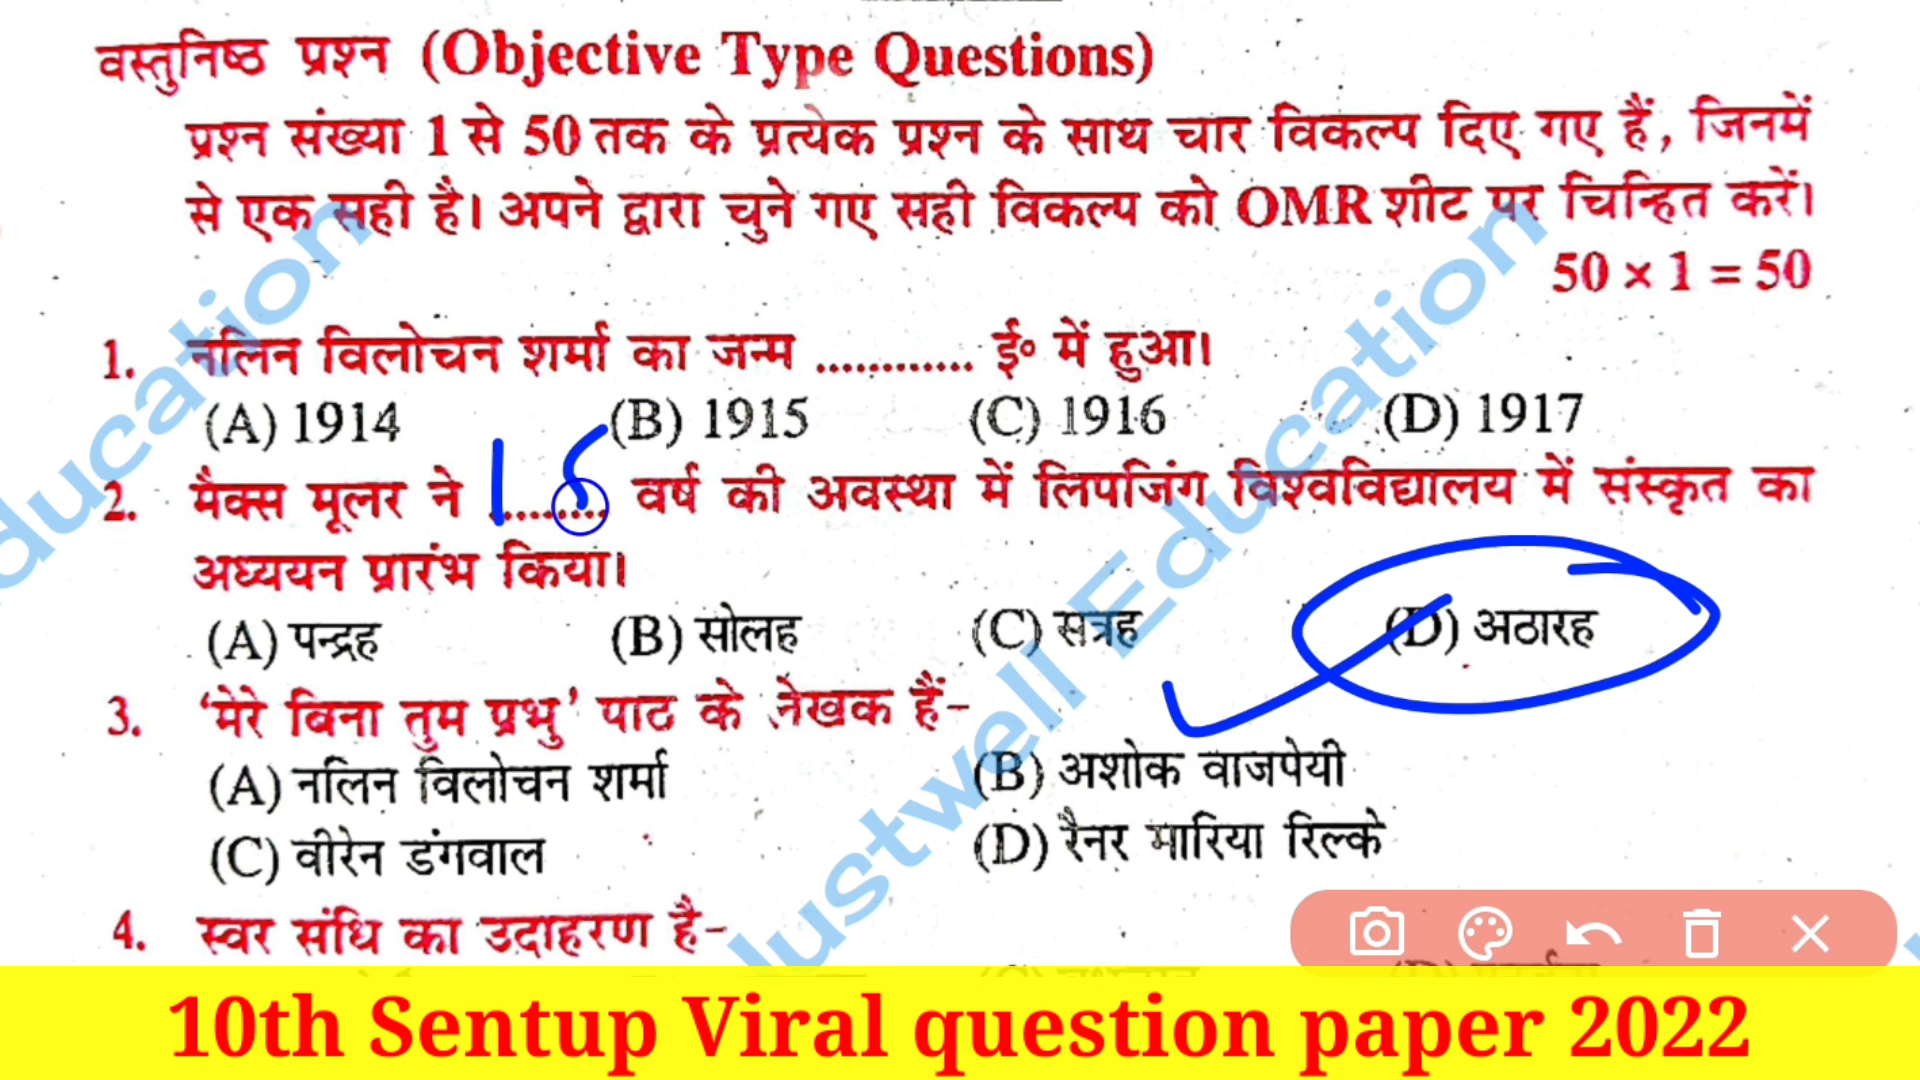 वस्तुनिष्ठ प्रश्न (Objective Type Questions)
प्रश्न संख्या 1 से 50 तक के प्रत्येक प्रश्न के साथ चार विकल्प दिए गए हैं, जिनमें
से एक सही है। अपने द्वारा चुने गए सही विकल्प को OMR शीट पर चिन्हित करें।
50 × 1 = 50
1. नलिन विलोचन शर्मा का जन्म ............ ई० में हुआ।
(A) 1914 (B) 1915 (C) 1916 (D) 1917
2. मैक्स मूलर ने ......... वर्ष की अवस्था में लिपजिंग विश्वविद्यालय में संस्कृत का
अध्ययन प्रारंभ किया।
(A) पन्द्रह (B) सोलह (C) सत्रह (D) अठारह
3. ‘मेरे बिना तुम प्रभु’ पाठ के लेखक हैं-
(A) नलिन विलोचन शर्मा (B) अशोक वाजपेयी
(C) वीरेन डंगवाल (D) रैनर मारिया रिल्के
4. स्वर संधि का उदाहरण है-
10th Sentup Viral question paper 2022
ustwell Education
ducation